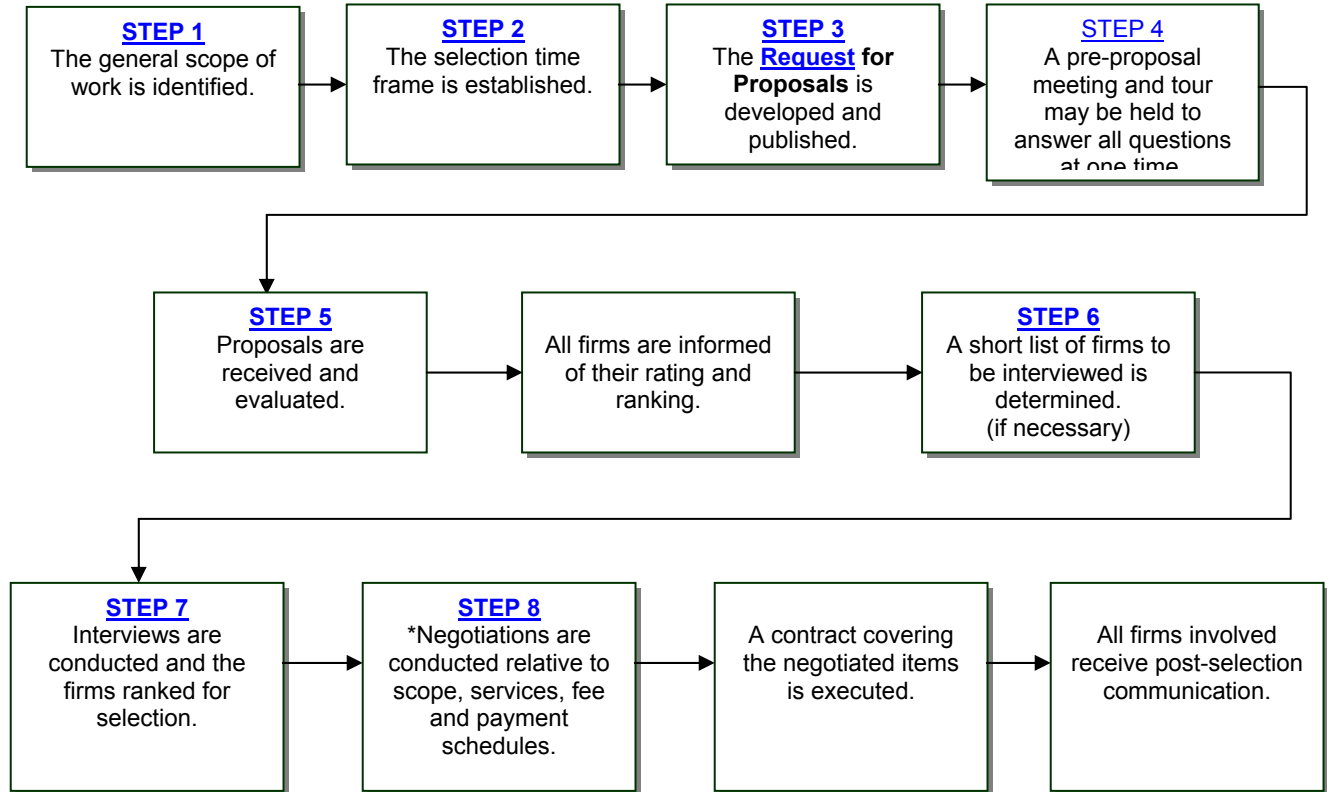 STEP 1
The general scope of
work is identified.
STEP 2
The selection time
frame is established.
STEP 3
The Request for
Proposals is
developed and
published.
STEP 4
A pre-proposal
meeting and tour
may be held to
answer all questions
at one time
STEP 5
Proposals are
received and
evaluated.
All firms are informed
of their rating and
ranking.
STEP 6
A short list of firms to
be interviewed is
determined.
(if necessary)
STEP 7
Interviews are
conducted and the
firms ranked for
selection.
STEP 8
*Negotiations are
conducted relative to
scope, services, fee
and payment
schedules.
A contract covering
the negotiated items
is executed.
All firms involved
receive post-selection
communication.